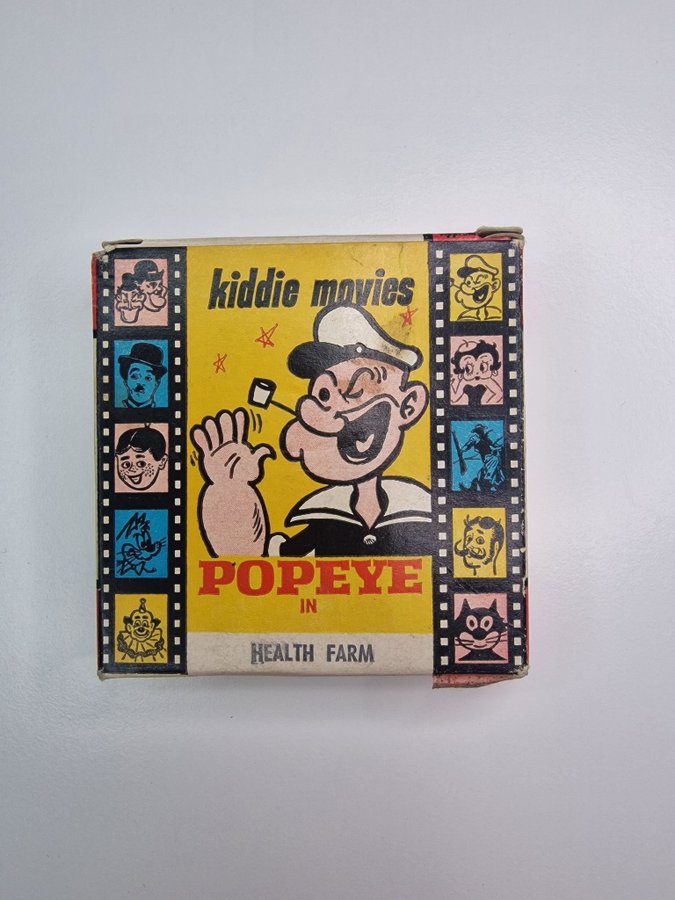 kiddie movies
POPEYE
IN
HEALTH FARM